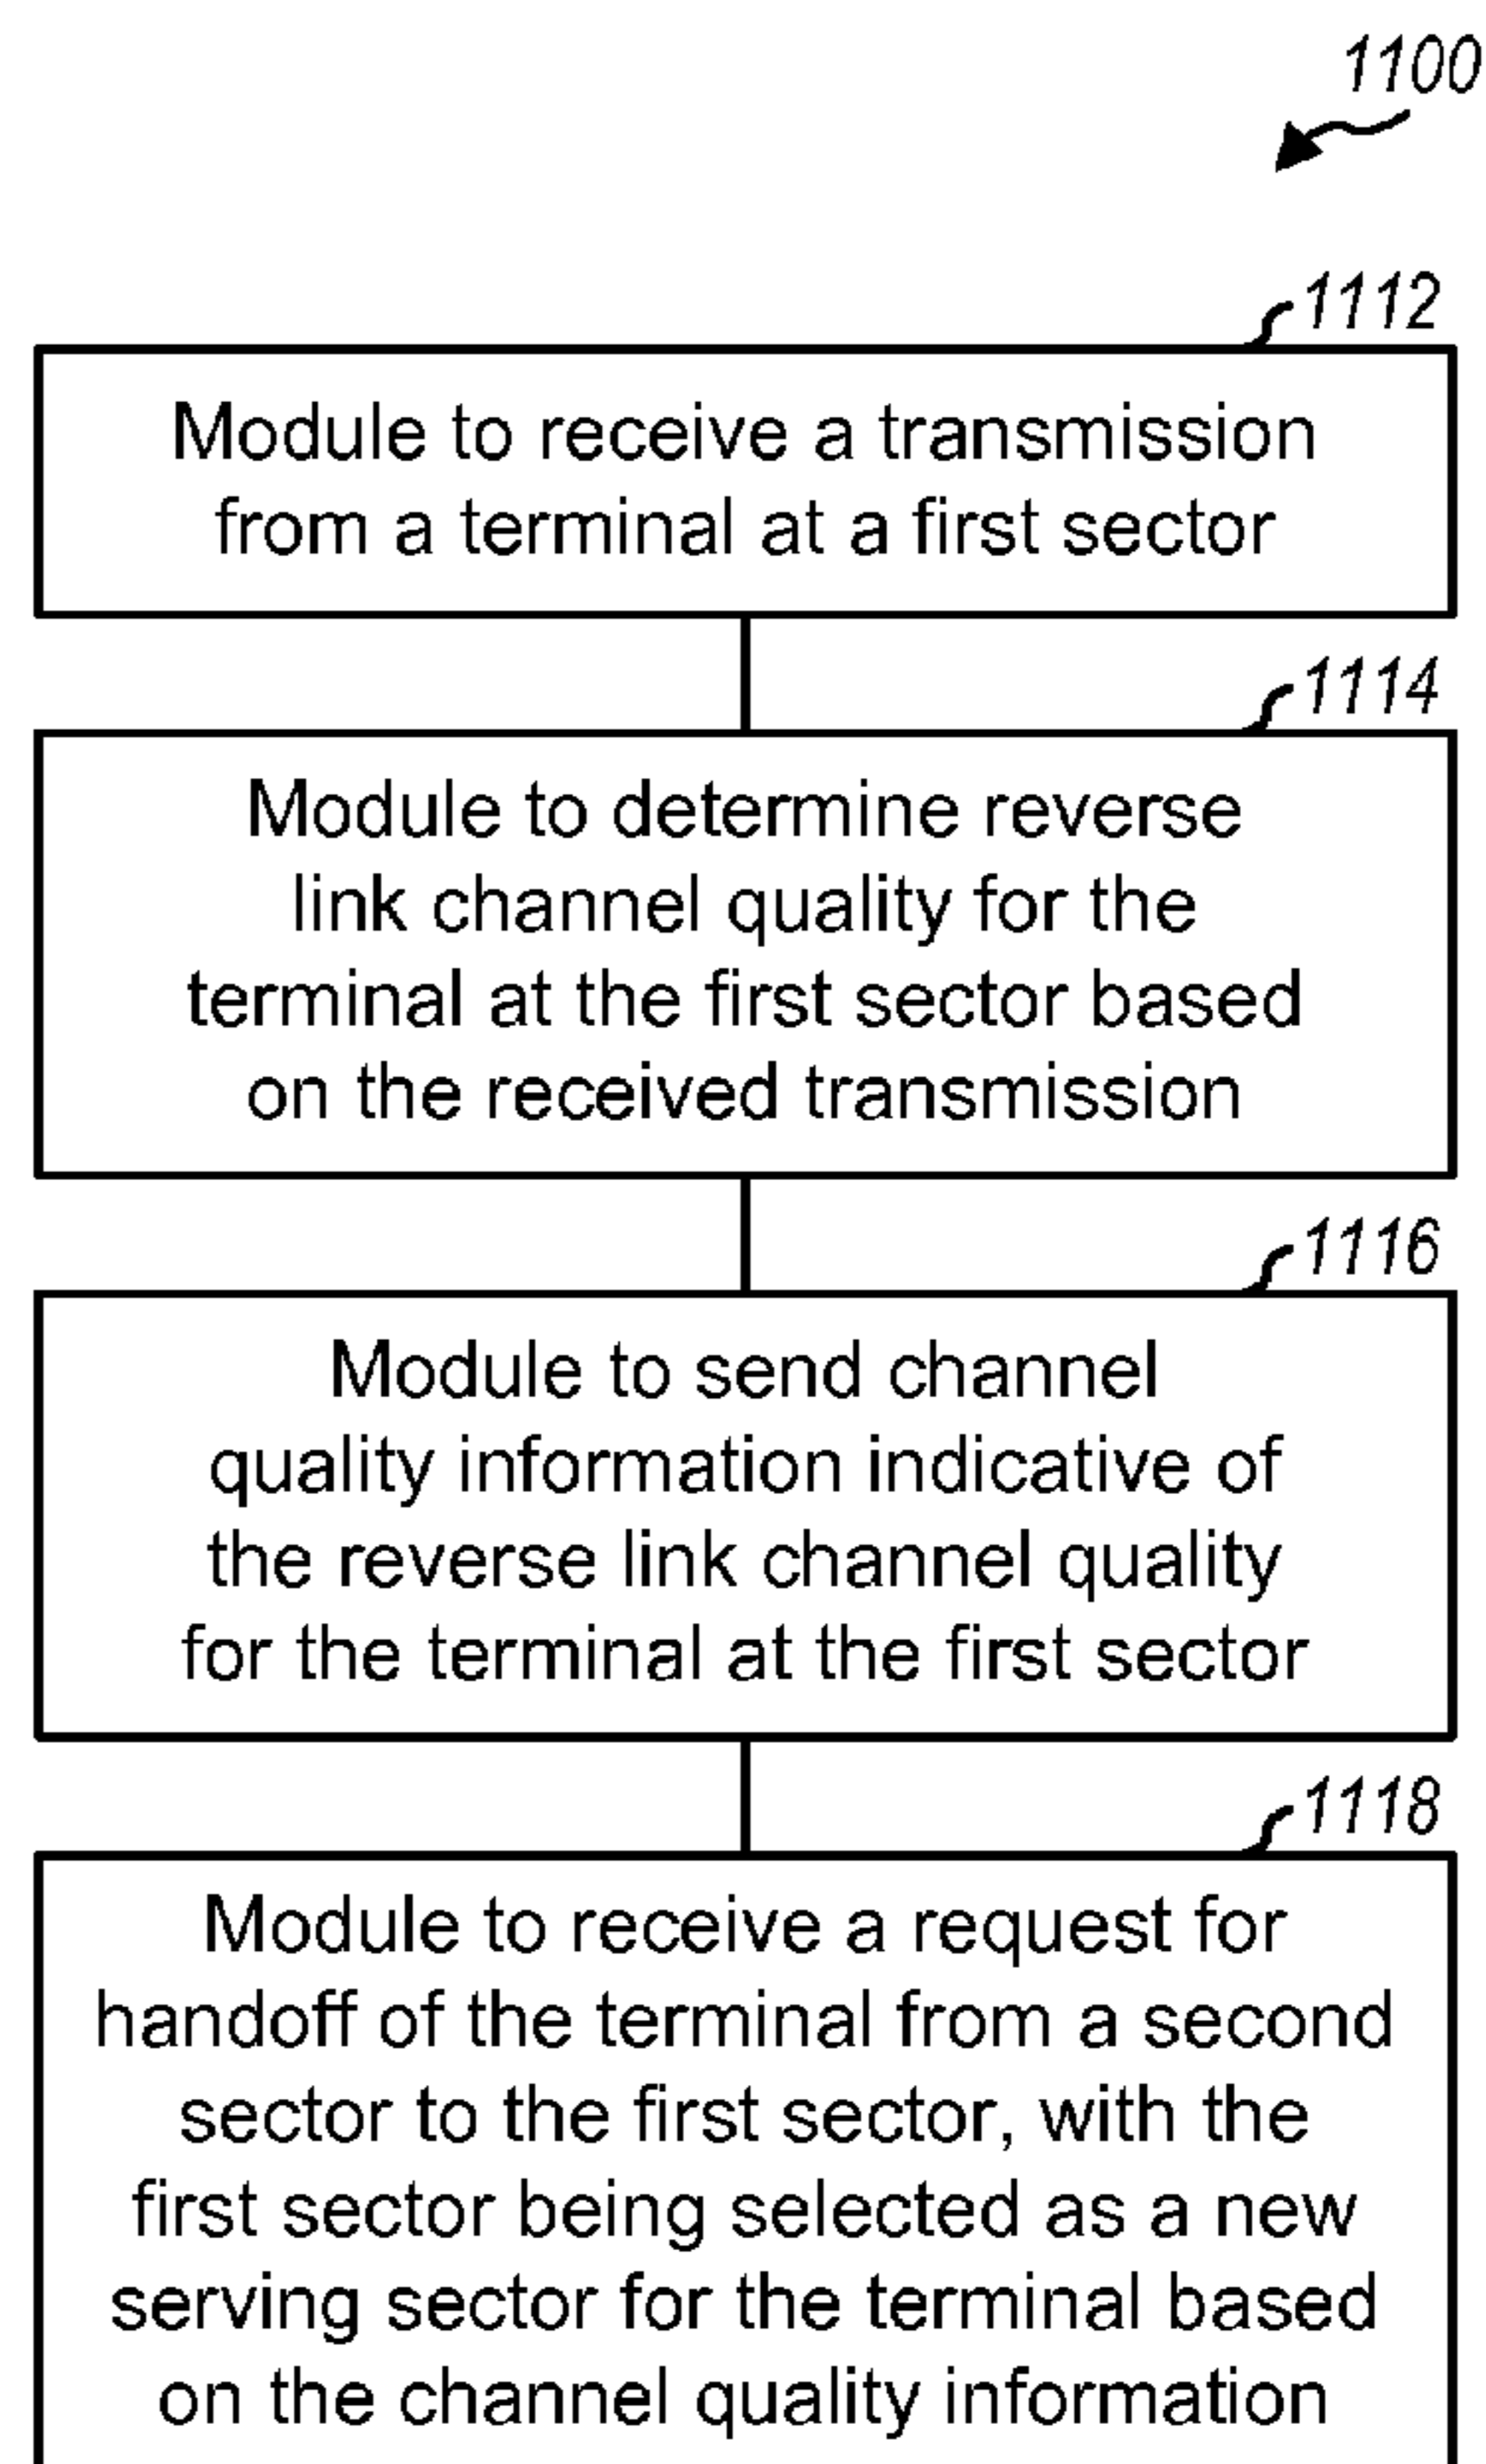 1100
1112
Module to receive a transmission
from a terminal at a first sector
1114
Module to determine reverse
link channel quality for the
terminal at the first sector based
on the received transmission
1116
Module to send channel
quality information indicative of
the reverse link channel quality
for the terminal at the first sector
1118
Module to receive a request for
handoff of the terminal from a second
sector to the first sector, with the
first sector being selected as a new
serving sector for the terminal based
on the channel quality information